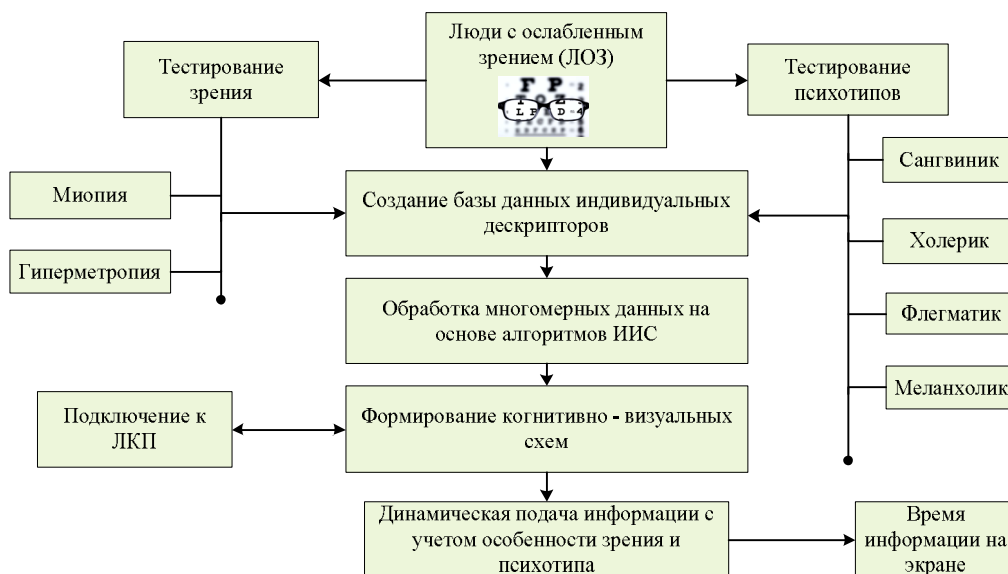 Люди с ослабленным
зрением (ЛОЗ)
F P
T O Z
L P E D
Тестирование
зрения
Тестирование
психотипов
Миопия
Гиперметропия
Сангвиник
Холерик
Флегматик
Меланхолик
Создание базы данных индивидуальных
дескрипторов
Обработка многомерных данных на
основе алгоритмов ИИС
Подключение к
ЛКП
Формирование когнитивно - визуальных
схем
Динамическая подача информации с
учетом особенности зрения и
психотипа
Время
информации на
экране